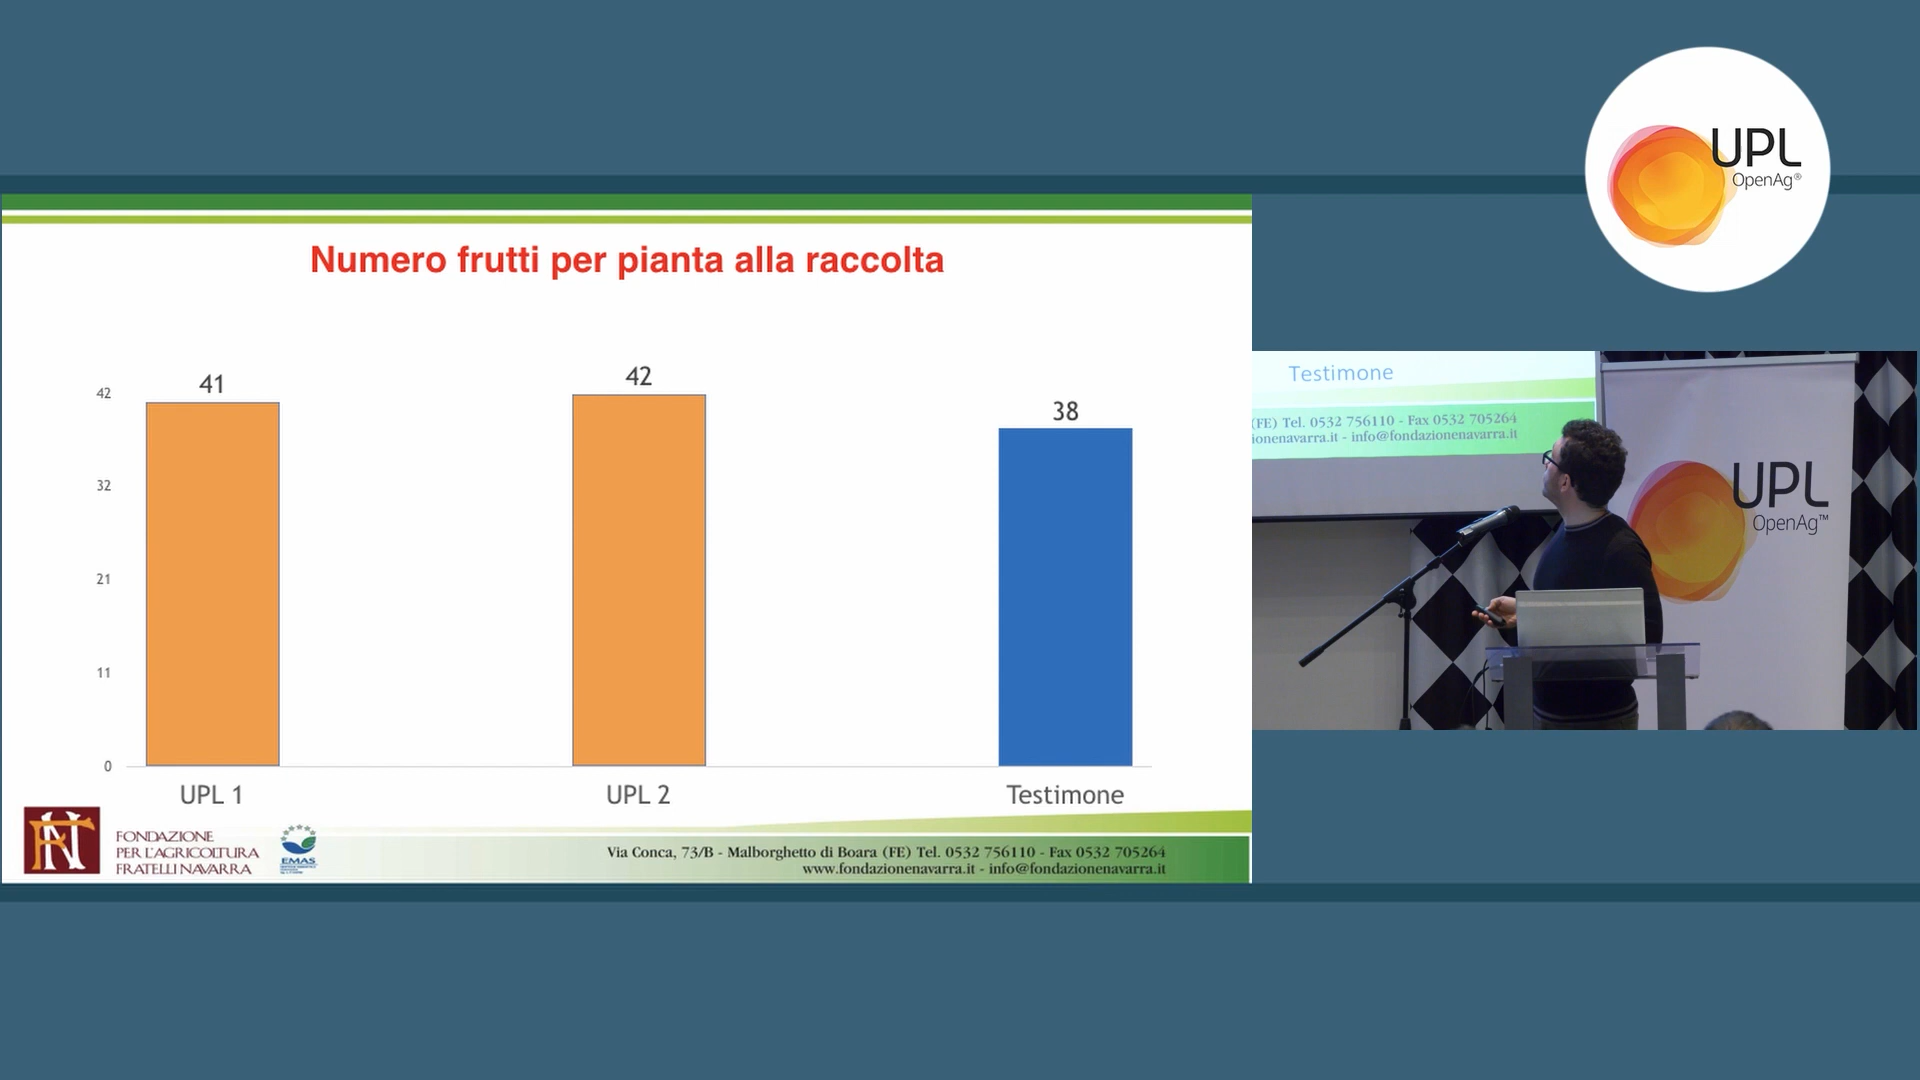 UPL
OpenAg®
Numero frutti per pianta alla raccolta
41
42
38
42
32
21
11
0
UPL 1
UPL 2
Testimone
FN
FONDAZIONE
PER L'AGRICOLTURA
FRATELLI NAVARRA
EMAS
Via Conca, 73/B - Malborghetto di Boara (FE) Tel. 0532 756110 - Fax 0532 705264
www.fondazionenavarra.it - info@fondazionenavarra.it
Testimone
(FE) Tel. 0532 756110 - Fax 0532 705264
ionenavarra.it - info@fondazionenavarra.it
UPL
OpenAg™